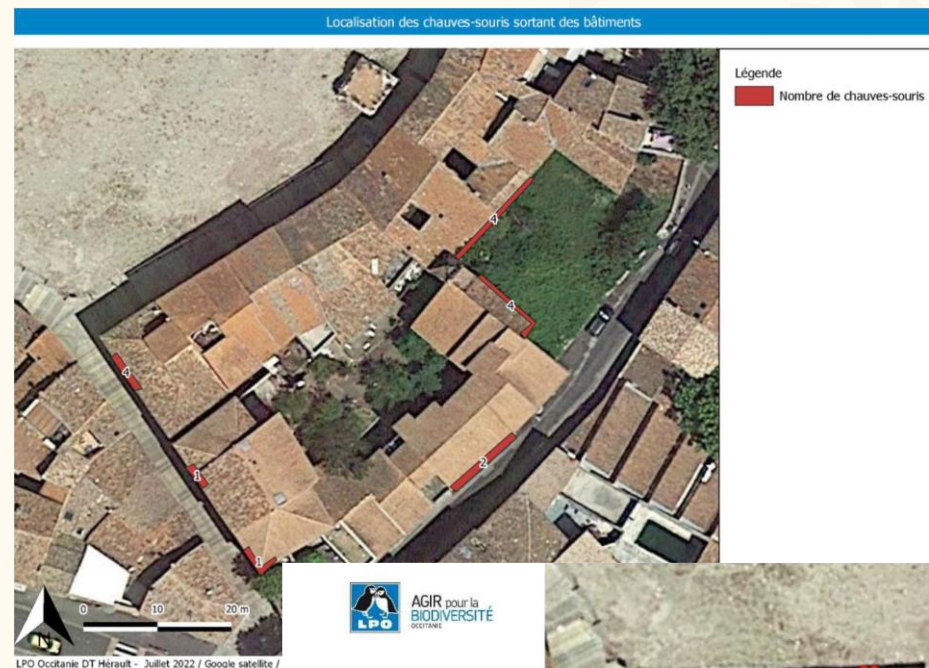 Localisation des chauves-souris sortant des bâtiments
Légende
Nombre de chauves-souris
4
4
4
1
2
1
N
0 10 20 m
LPO
AGIR pour la
BIODIVERSITÉ
OCCITANIE
LPO Occitanie DT Hérault - Juillet 2022 / Google satellite /